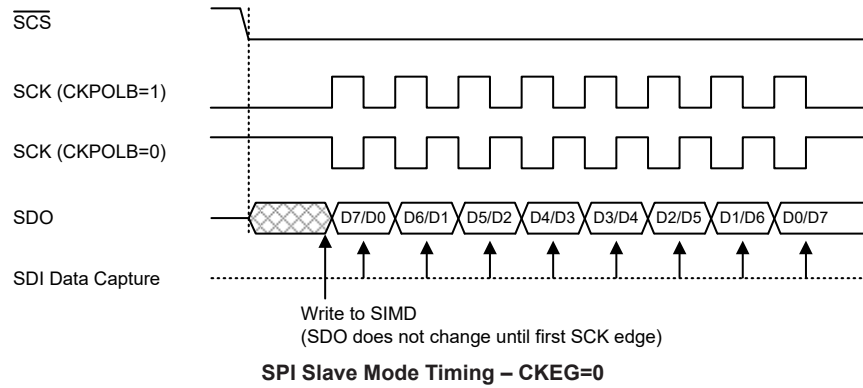 SCS
SCK (CKPOLB=1)
SCK (CKPOLB=0)
SDO D7/D0 D6/D1 D5/D2 D4/D3 D3/D4 D2/D5 D1/D6 D0/D7
SDI Data Capture
Write to SIMD
(SDO does not change until first SCK edge)
SPI Slave Mode Timing – CKEG=0